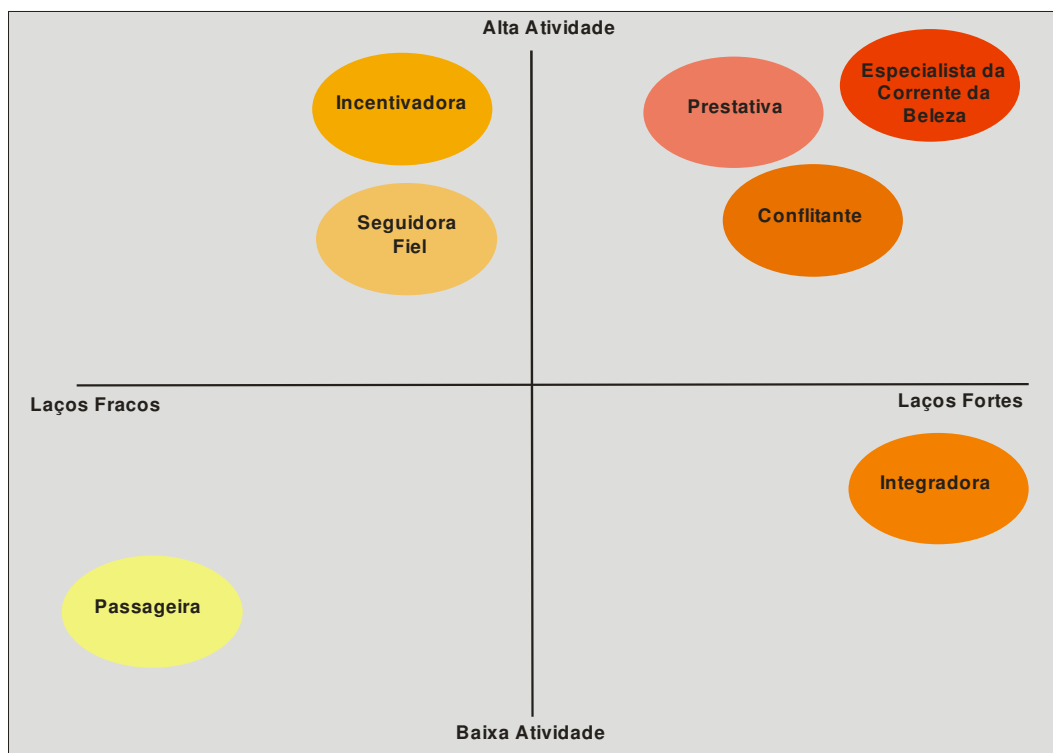 Alta Atividade
Incentivadora
Prestativa
Especialista da
Corrente da
Beleza
Seguidora
Fiel
Conflitante
Laços Fracos
Laços Fortes
Integradora
Passageira
Baixa Atividade